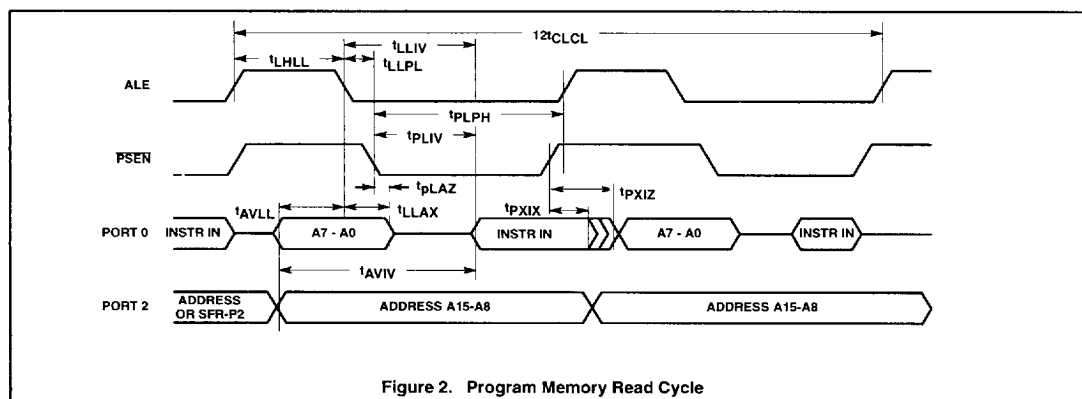 12tCLCL
tLLIV
tLHLL
tLLPL
ALE
tPLPH
tPLIV
PSEN
tpLAZ
tPXIZ
tAVLL
tLLAX
tPXIX
PORT 0
INSTR IN
A7 - A0
INSTR IN
A7 - A0
INSTR IN
tAVIV
PORT 2
ADDRESS
OR SFR-P2
ADDRESS A15-A8
ADDRESS A15-A8
Figure 2. Program Memory Read Cycle